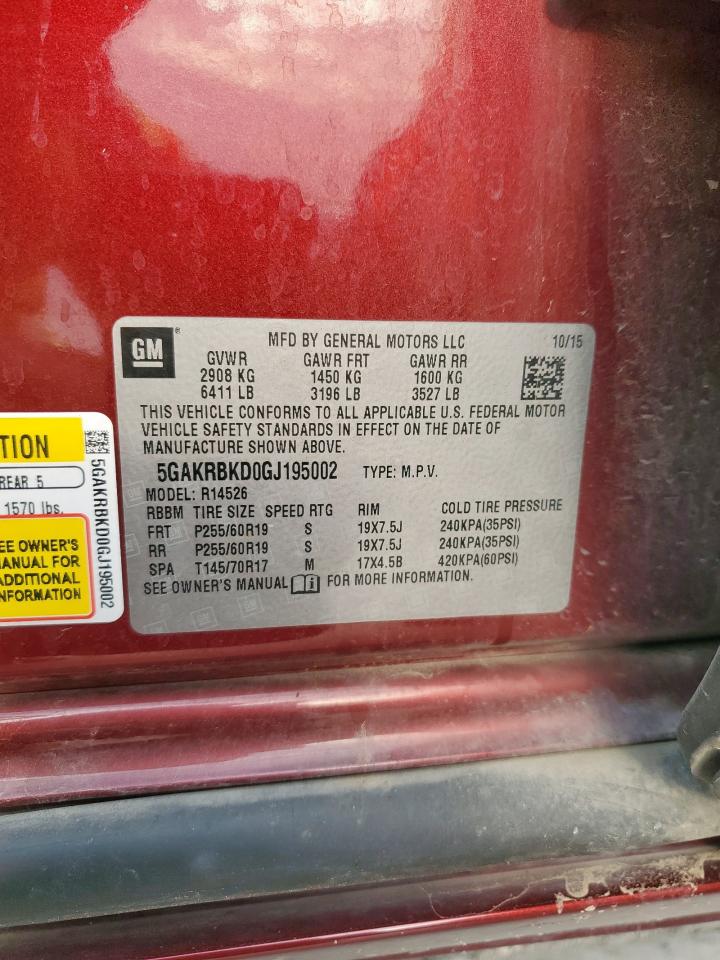 GM ®
MFD BY GENERAL MOTORS LLC 10/15
GVWR GAWR FRT GAWR RR
2908 KG 1450 KG 1600 KG
6411 LB 3196 LB 3527 LB
THIS VEHICLE CONFORMS TO ALL APPLICABLE U.S. FEDERAL MOTOR
VEHICLE SAFETY STANDARDS IN EFFECT ON THE DATE OF
MANUFACTURE SHOWN ABOVE.
5GAKRBKD0GJ195002 TYPE: M.P.V.
MODEL: R14526
RBBM TIRE SIZE SPEED RTG RIM COLD TIRE PRESSURE
FRT P255/60R19 S 19X7.5J 240KPA(35PSI)
RR P255/60R19 S 19X7.5J 240KPA(35PSI)
SPA T145/70R17 M 17X4.5B 420KPA(60PSI)
SEE OWNER'S MANUAL FOR MORE INFORMATION.
TION
REAR 5
1570 lbs.
EE OWNER'S
MANUAL FOR
ADDITIONAL
NFORMATION
5GAKRBKD0GJ195002